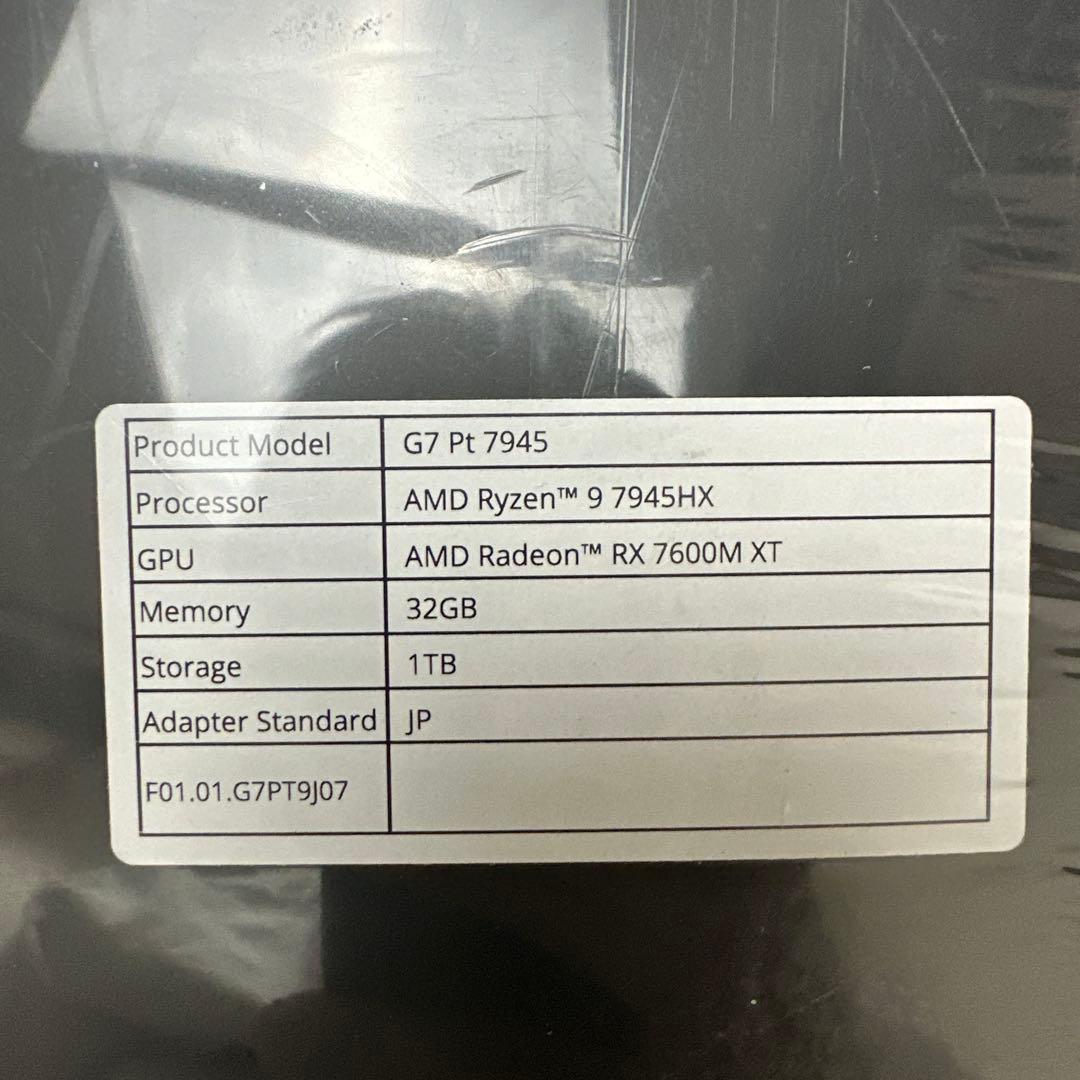 Product Model G7 Pt 7945
Processor AMD Ryzen™ 9 7945HX
GPU AMD Radeon™ RX 7600M XT
Memory 32GB
Storage 1TB
Adapter Standard JP
F01.01.G7PT9J07